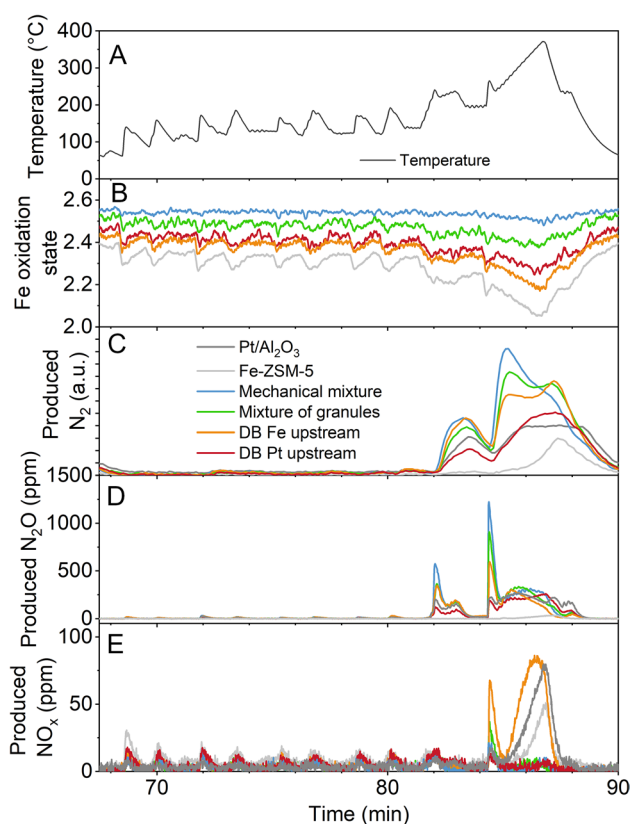 A
400
300
200
100
0
Temperature (°C)
Temperature
B
2.6
2.4
2.2
2.0
Fe oxidation
state
C
Produced
N₂ (a.u.)
Pt/Al₂O₃
Fe-ZSM-5
Mechanical mixture
Mixture of granules
DB Fe upstream
DB Pt upstream
D
1500
1000
500
0
Produced N₂O (ppm)
E
100
50
0
Produced
NOₓ (ppm)
70
80
90
Time (min)